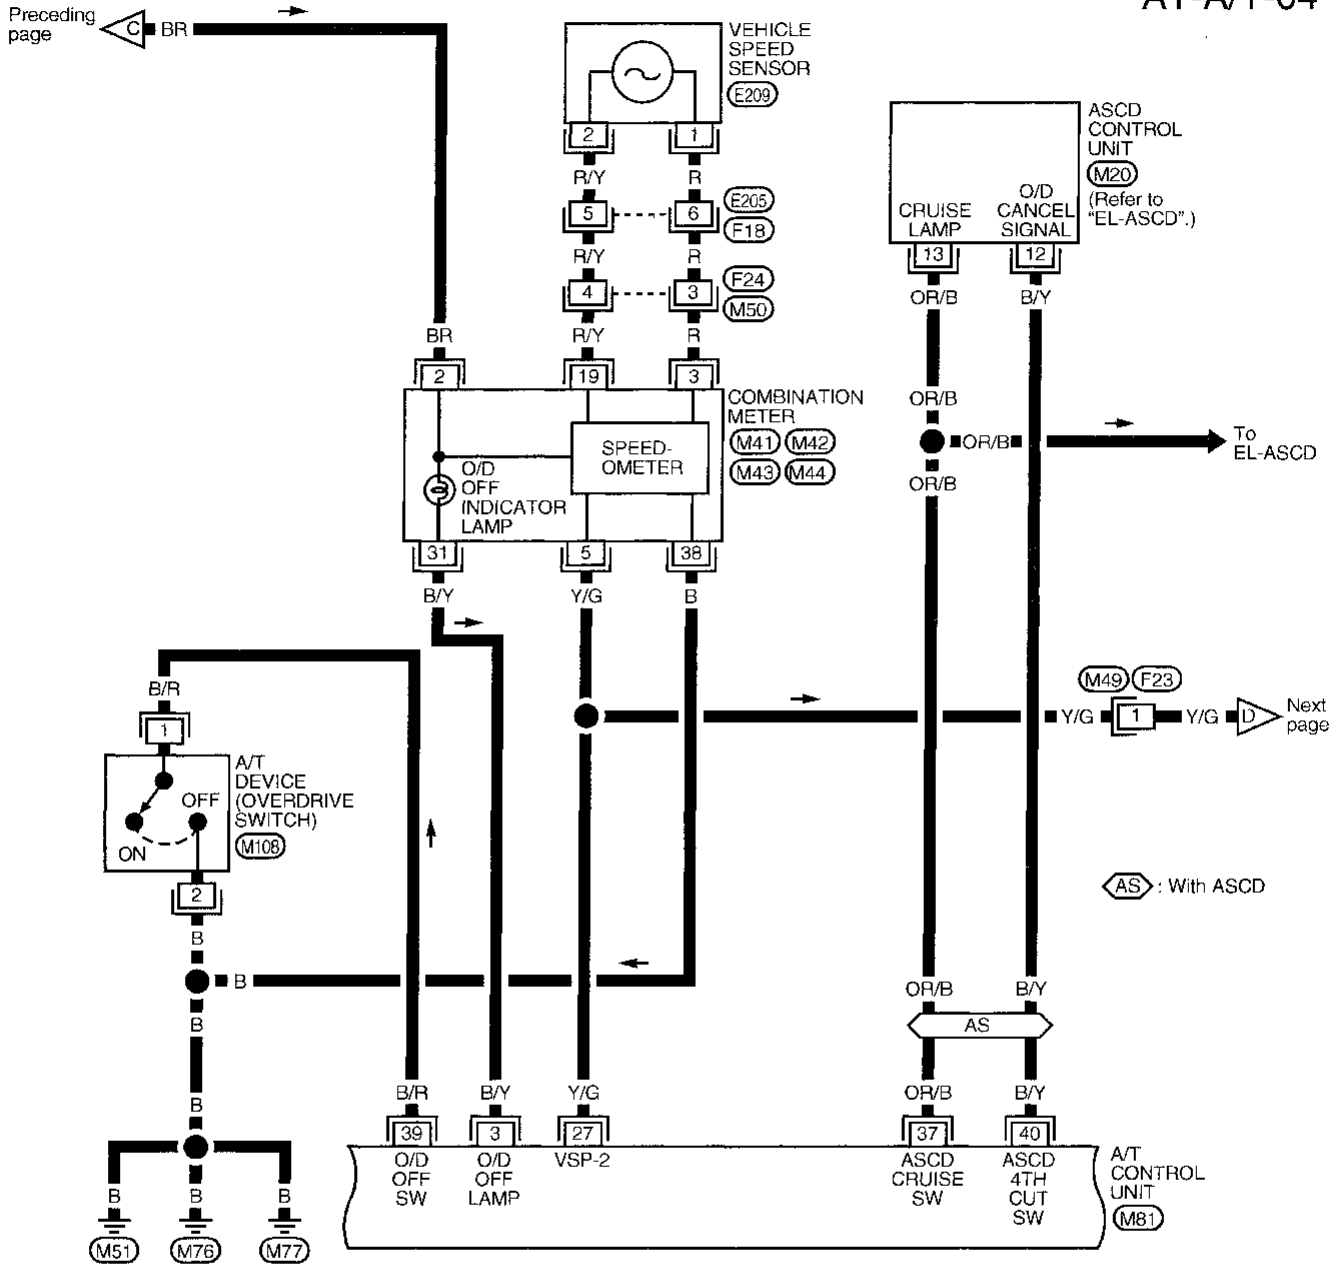 AT-A/T-04
Preceding
page
C
BR
VEHICLE
SPEED
SENSOR
E209
2
1
R/Y
R
5
6
E205
F18
R/Y
R
4
3
F24
M50
BR
R/Y
R
2
19
3
ASCD
CONTROL
UNIT
M20
(Refer to
"EL-ASCD".)
CRUISE
LAMP
O/D
CANCEL
SIGNAL
13
12
OR/B
B/Y
OR/B
OR/B
OR/B
To
EL-ASCD
COMBINATION
METER
M41
M42
M43
M44
SPEED-
OMETER
O/D
OFF
INDICATOR
LAMP
31
5
38
B/Y
Y/G
B
B/R
1
A/T
DEVICE
(OVERDRIVE
SWITCH)
M108
OFF
ON
2
B
B
B
B
M49
F23
Y/G
1
Y/G
D
Next
page
AS : With ASCD
OR/B
B/Y
AS
B/R
B/Y
Y/G
OR/B
B/Y
39
3
27
37
40
O/D
OFF
SW
O/D
OFF
LAMP
VSP-2
ASCD
CRUISE
SW
ASCD
4TH
CUT
SW
A/T
CONTROL
UNIT
M81
B
B
B
M51
M76
M77